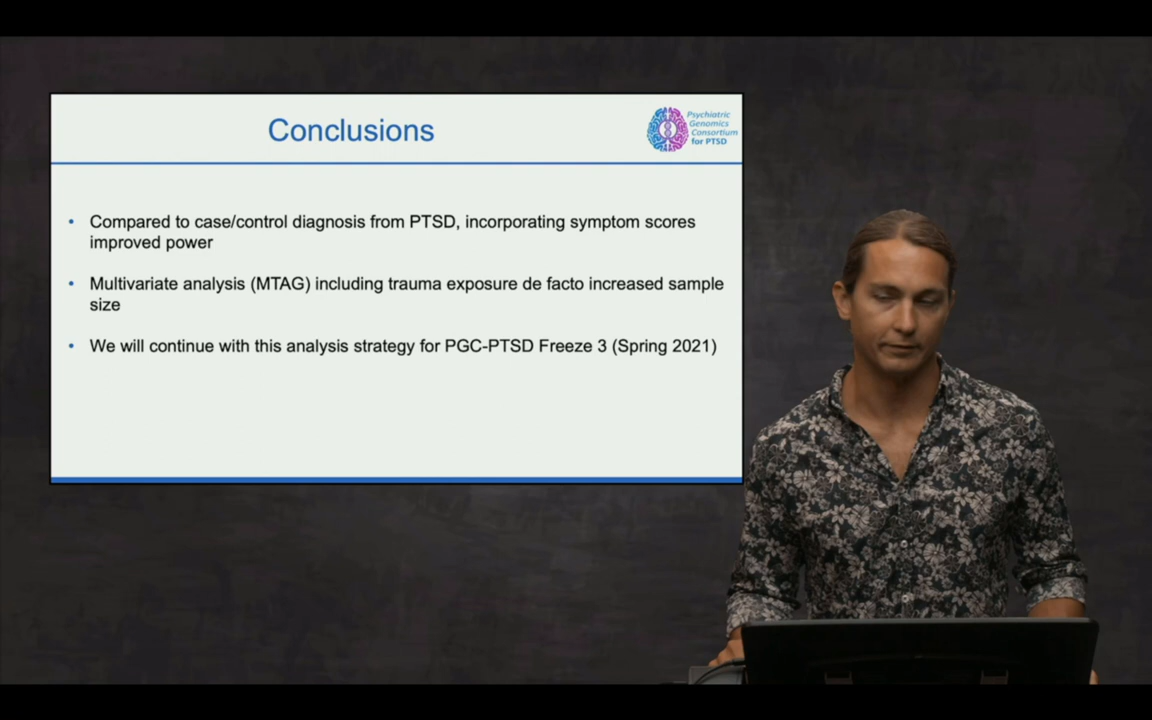 Conclusions
Psychiatric
Genomics
Consortium
for PTSD
• Compared to case/control diagnosis from PTSD, incorporating symptom scores
improved power
• Multivariate analysis (MTAG) including trauma exposure de facto increased sample
size
• We will continue with this analysis strategy for PGC-PTSD Freeze 3 (Spring 2021)